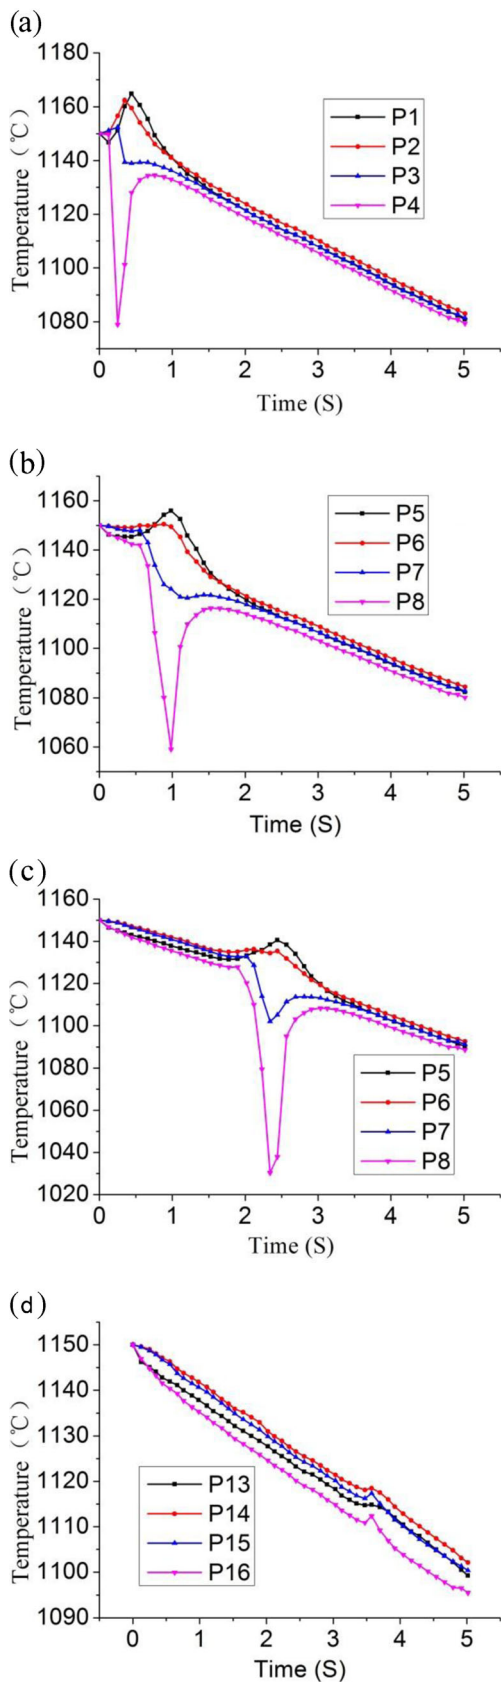 (a)
1180
1160
1140
1120
1100
1080
Temperature（℃）
0 1 2 3 4 5
Time (S)
P1
P2
P3
P4
(b)
1160
1140
1120
1100
1080
1060
Temperature（℃）
0 1 2 3 4 5
Time (S)
P5
P6
P7
P8
(c)
1160
1140
1120
1100
1080
1060
1040
1020
Temperature（℃）
0 1 2 3 4 5
Time (S)
P5
P6
P7
P8
(d)
1150
1140
1130
1120
1110
1100
1090
Temperature（℃）
0 1 2 3 4 5
Time (S)
P13
P14
P15
P16